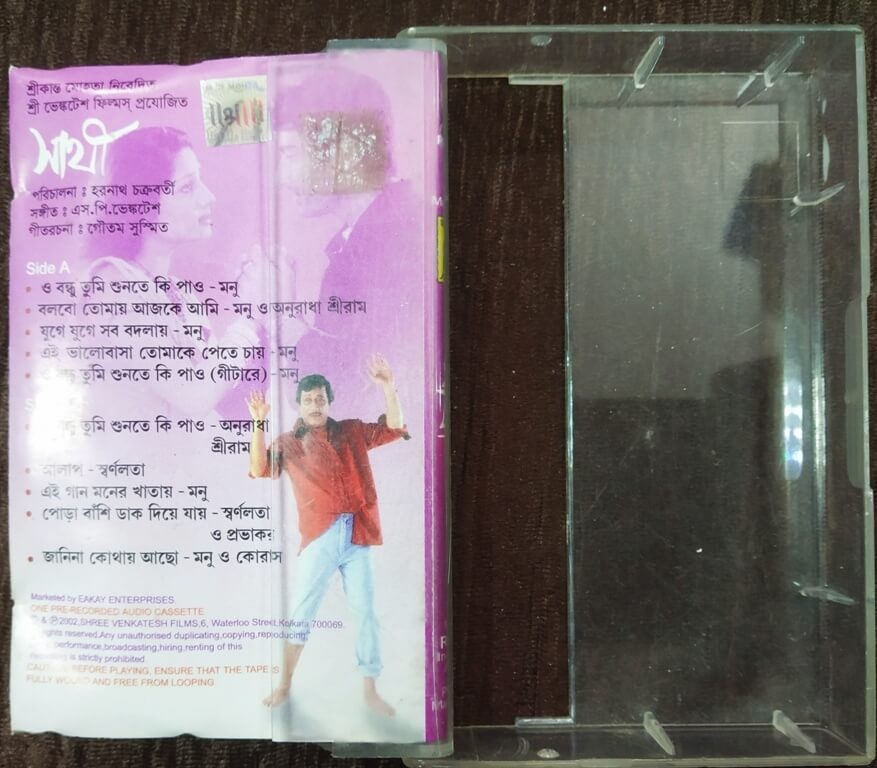 শ্রীকান্ত মোহতা নিবেদিত
শ্রী ভেঙ্কটেশ ফিল্মস্ প্রযোজিত
সাথী
পরিচালনা : হরনাথ চক্রবর্তী
সঙ্গীত : এস.পি.ভেঙ্কটেশ
গীতরচনা : গৌতম সুস্মিত
Side A
• ও বন্ধু তুমি শুনতে কি পাও - মনু
• বলবো তোমায় আজকে আমি - মনু ও অনুরাধা শ্রীরাম
• যুগে যুগে সব বদলায় - মনু
• এই ভালোবাসা তোমাকে পেতে চায় - মনু
• ও বন্ধু তুমি শুনতে কি পাও (গীটারে) - মনু
তুমি শুনতে কি পাও - অনুরাধা
শ্রীরাম
• আলাপ - স্বর্ণলতা
• এই গান মনের খাতায় - মনু
• পোড়া বাঁশি ডাক দিয়ে যায় - স্বর্ণলতা
ও প্রভাকর
• জানিনা কোথায় আছো - মনু ও কোরাস
Marketed by EAKAY ENTERPRISES
ONE PRE-RECORDED AUDIO CASSETTE
© & ℗2002,SHREE VENKATESH FILMS,6, Waterloo Street,Kolkata 700069.
rights reserved.Any unauthorised duplicating,copying,reproducing,
performance,broadcasting,hiring,renting of this
is strictly prohibited.
BEFORE PLAYING, ENSURE THAT THE TAPE IS
FULLY WOUND AND FREE FROM LOOPING